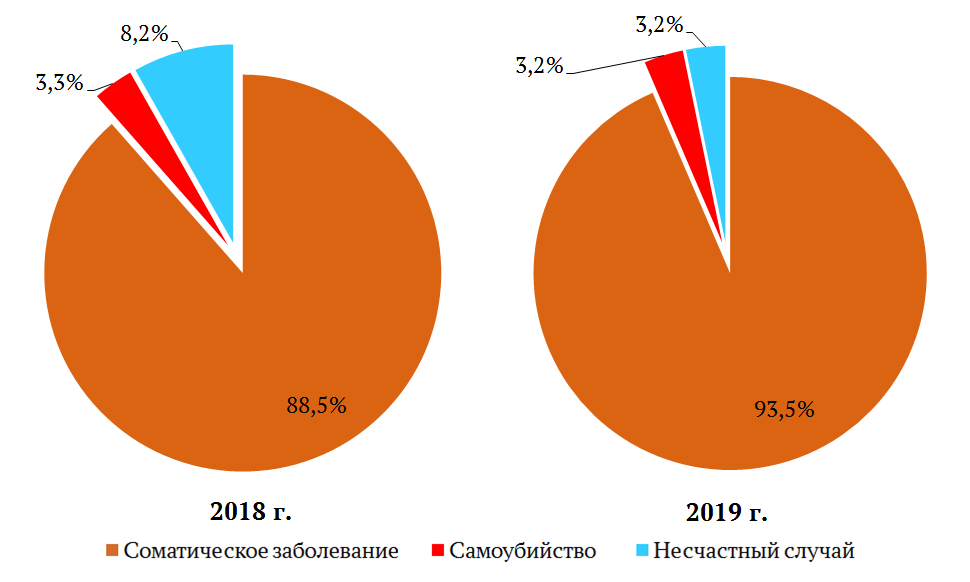 8,2%
3,3%
88,5%
2018 г.
3,2%
3,2%
93,5%
2019 г.
Соматическое заболевание
Самоубийство
Несчастный случай